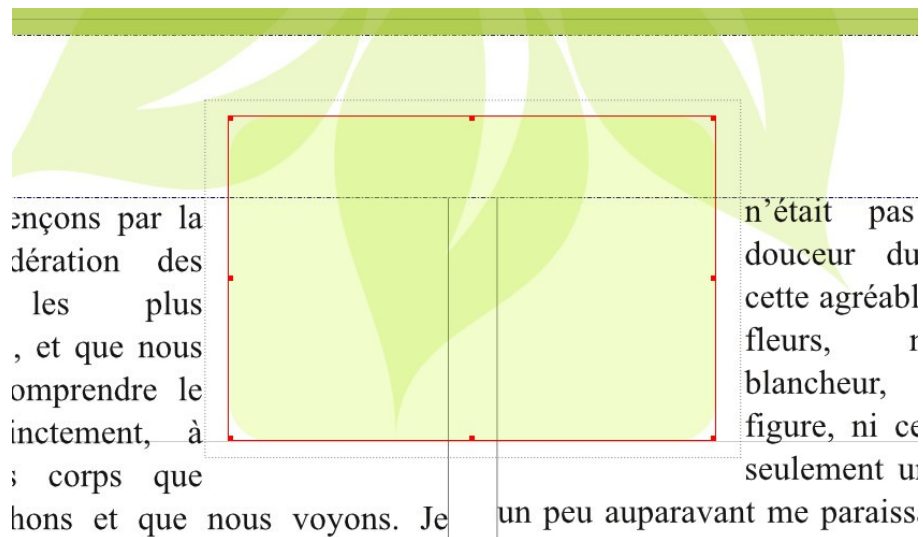 ençons par la
dération des
les plus
, et que nous
omprendre le
inctement, à
s corps que
hons et que nous voyons. Je
n’était pas
douceur du
cette agréabl
fleurs,
blancheur,
figure, ni ce
seulement un
un peu auparavant me paraiss